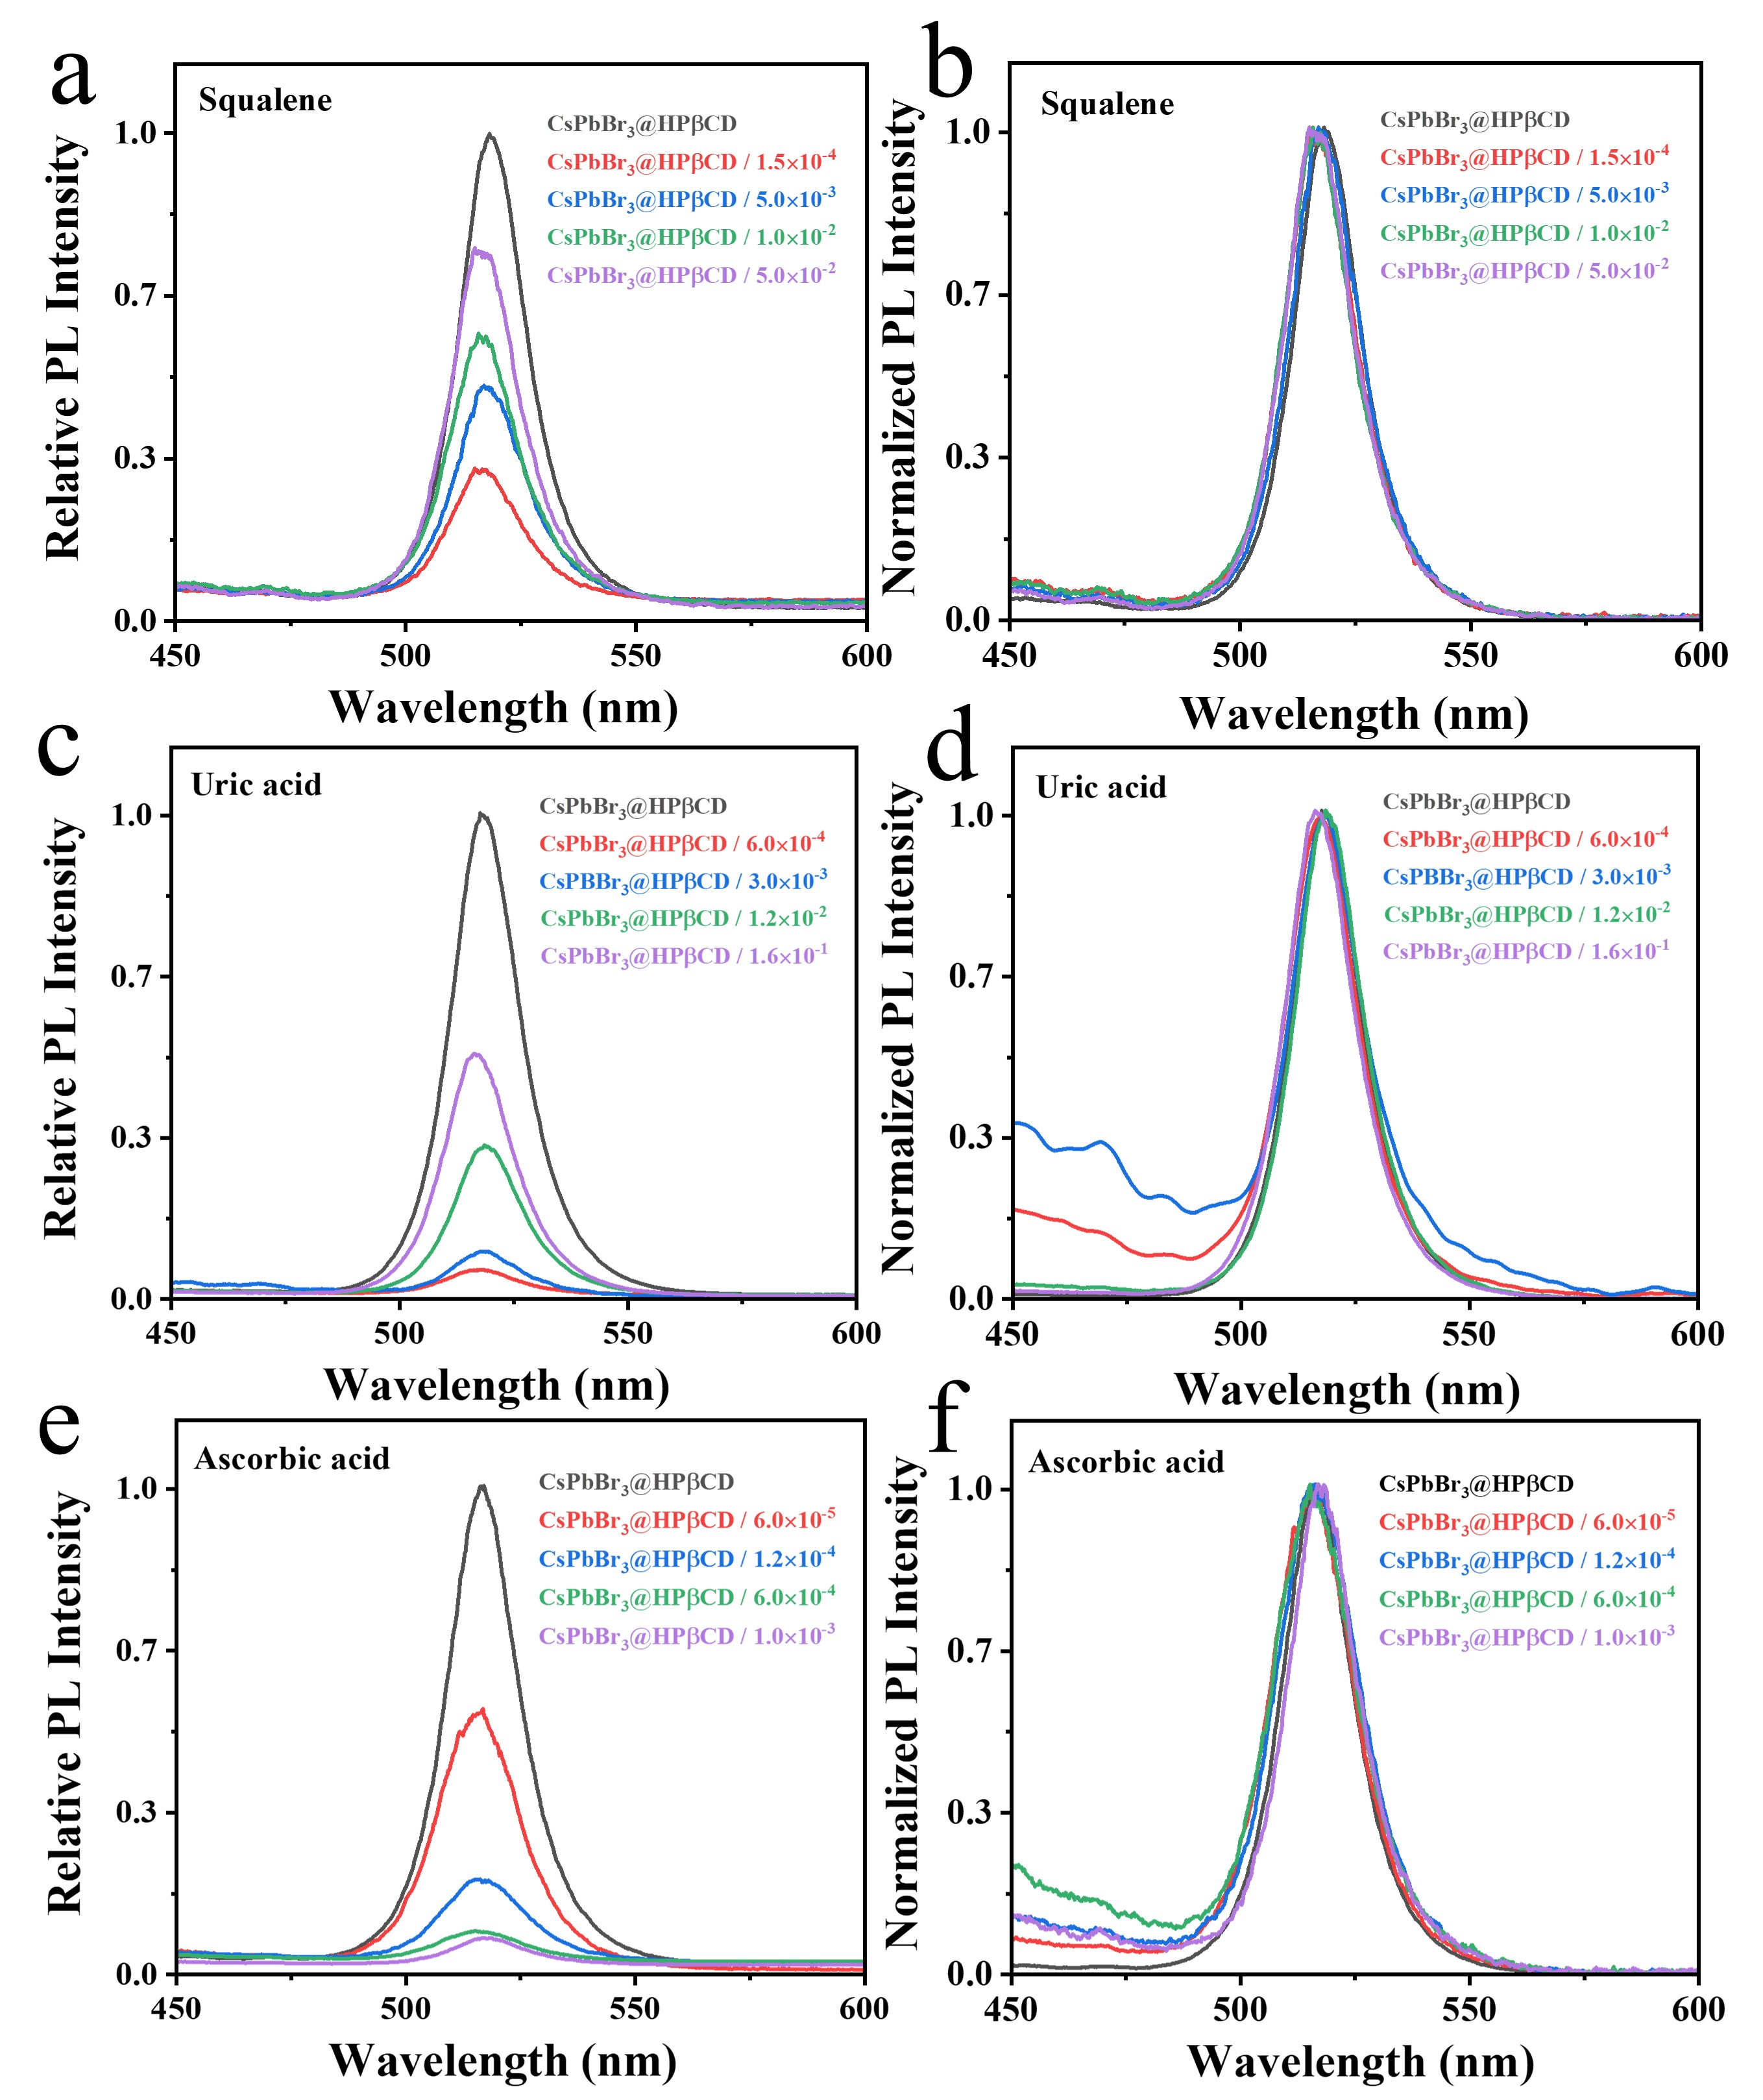 a
Squalene
CsPbBr₃@HPβCD
CsPbBr₃@HPβCD / 1.5×10⁻⁴
CsPbBr₃@HPβCD / 5.0×10⁻³
CsPbBr₃@HPβCD / 1.0×10⁻²
CsPbBr₃@HPβCD / 5.0×10⁻²
Relative PL Intensity
1.0
0.7
0.3
0.0
450 500 550 600
Wavelength (nm)
b
Squalene
CsPbBr₃@HPβCD
CsPbBr₃@HPβCD / 1.5×10⁻⁴
CsPbBr₃@HPβCD / 5.0×10⁻³
CsPbBr₃@HPβCD / 1.0×10⁻²
CsPbBr₃@HPβCD / 5.0×10⁻²
Normalized PL Intensity
1.0
0.7
0.3
0.0
450 500 550 600
Wavelength (nm)
c
Uric acid
CsPbBr₃@HPβCD
CsPbBr₃@HPβCD / 6.0×10⁻⁴
CsPBBr₃@HPβCD / 3.0×10⁻³
CsPbBr₃@HPβCD / 1.2×10⁻²
CsPbBr₃@HPβCD / 1.6×10⁻¹
Relative PL Intensity
1.0
0.7
0.3
0.0
450 500 550 600
Wavelength (nm)
d
Uric acid
CsPbBr₃@HPβCD
CsPbBr₃@HPβCD / 6.0×10⁻⁴
CsPBBr₃@HPβCD / 3.0×10⁻³
CsPbBr₃@HPβCD / 1.2×10⁻²
CsPbBr₃@HPβCD / 1.6×10⁻¹
Normalized PL Intensity
1.0
0.7
0.3
0.0
450 500 550 600
Wavelength (nm)
e
Ascorbic acid
CsPbBr₃@HPβCD
CsPbBr₃@HPβCD / 6.0×10⁻⁵
CsPbBr₃@HPβCD / 1.2×10⁻⁴
CsPbBr₃@HPβCD / 6.0×10⁻⁴
CsPbBr₃@HPβCD / 1.0×10⁻³
Relative PL Intensity
1.0
0.7
0.3
0.0
450 500 550 600
Wavelength (nm)
f
Ascorbic acid
CsPbBr₃@HPβCD
CsPbBr₃@HPβCD / 6.0×10⁻⁵
CsPbBr₃@HPβCD / 1.2×10⁻⁴
CsPbBr₃@HPβCD / 6.0×10⁻⁴
CsPbBr₃@HPβCD / 1.0×10⁻³
Normalized PL Intensity
1.0
0.7
0.3
0.0
450 500 550 600
Wavelength (nm)